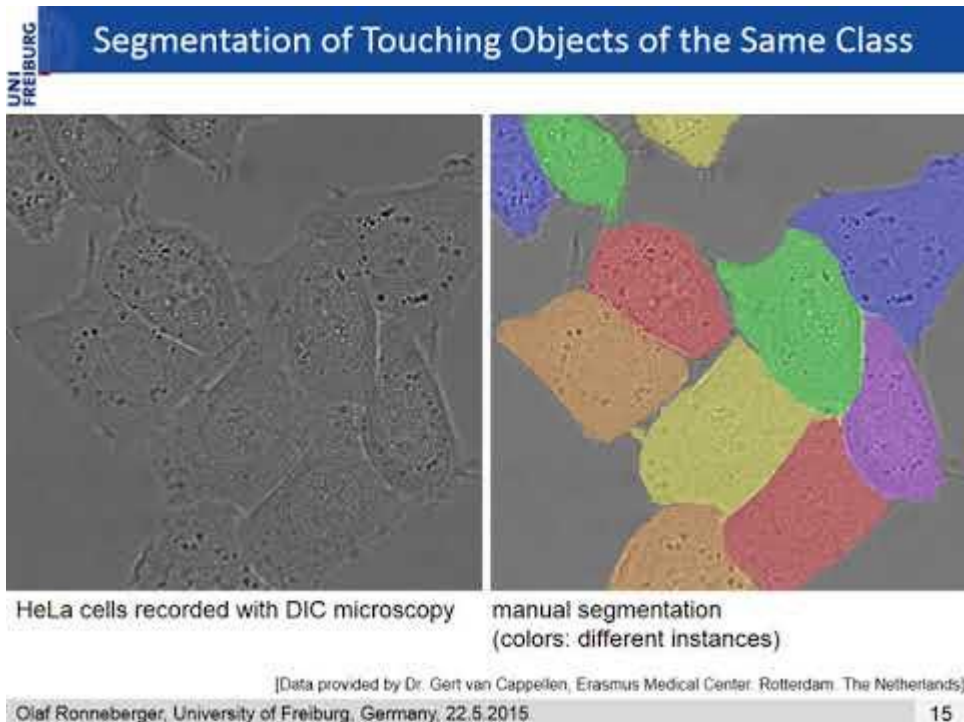 UNI
FREIBURG
Segmentation of Touching Objects of the Same Class
HeLa cells recorded with DIC microscopy
manual segmentation
(colors: different instances)
[Data provided by Dr. Gert van Cappellen, Erasmus Medical Center. Rotterdam. The Netherlands]
Olaf Ronneberger, University of Freiburg, Germany, 22.5.2015
15